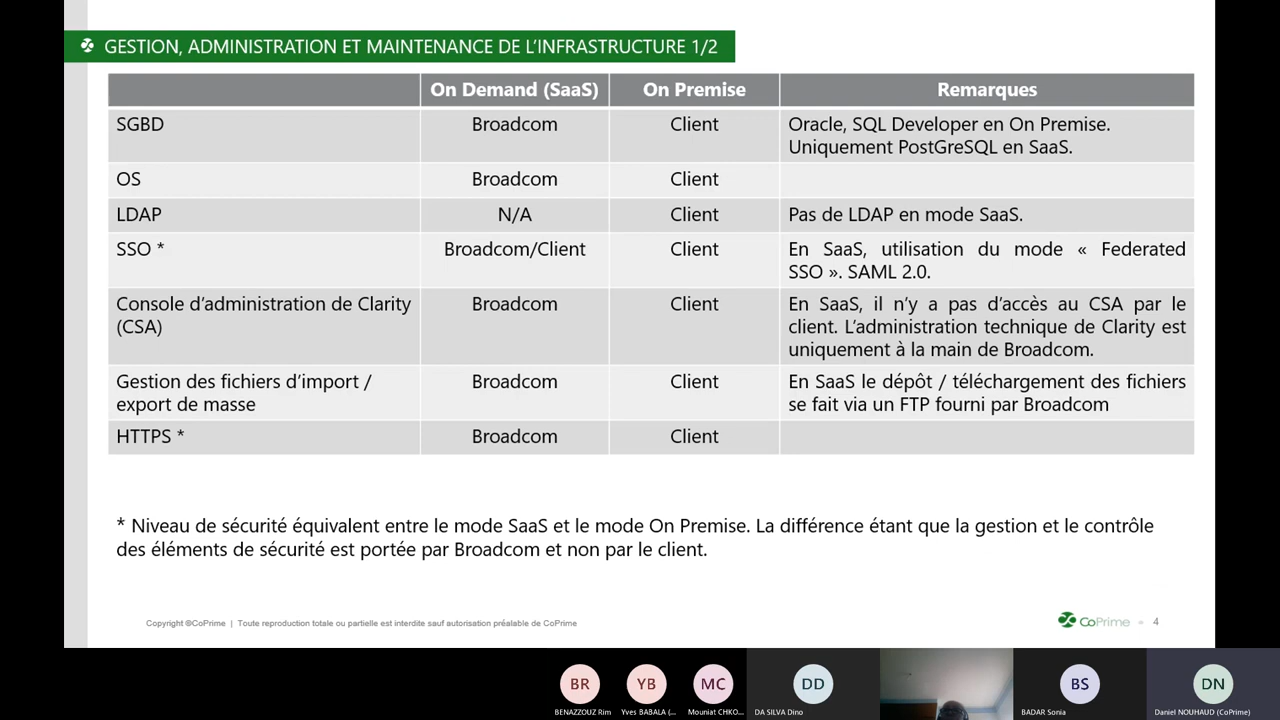 GESTION, ADMINISTRATION ET MAINTENANCE DE L'INFRASTRUCTURE 1/2
On Demand (SaaS) On Premise Remarques
SGBD Broadcom Client Oracle, SQL Developer en On Premise.
Uniquement PostGreSQL en SaaS.
OS Broadcom Client
LDAP N/A Client Pas de LDAP en mode SaaS.
SSO * Broadcom/Client Client En SaaS, utilisation du mode « Federated
SSO ». SAML 2.0.
Console d'administration de Clarity Broadcom Client En SaaS, il n'y a pas d'accès au CSA par le
(CSA) client. L'administration technique de Clarity est
uniquement à la main de Broadcom.
Gestion des fichiers d'import / Broadcom Client En SaaS le dépôt / téléchargement des fichiers
export de masse se fait via un FTP fourni par Broadcom
HTTPS * Broadcom Client
* Niveau de sécurité équivalent entre le mode SaaS et le mode On Premise. La différence étant que la gestion et le contrôle
des éléments de sécurité est portée par Broadcom et non par le client.
Copyright ©CoPrime | Toute reproduction totale ou partielle est interdite sauf autorisation préalable de CoPrime
CoPrime » 4
BR YB MC DD BS DN
BENAZZOUZ Rim Yves BABALA (... Mouniat CHKO... DA SILVA Dino BADAR Sonia Daniel NOUHAUD (CoPrime)